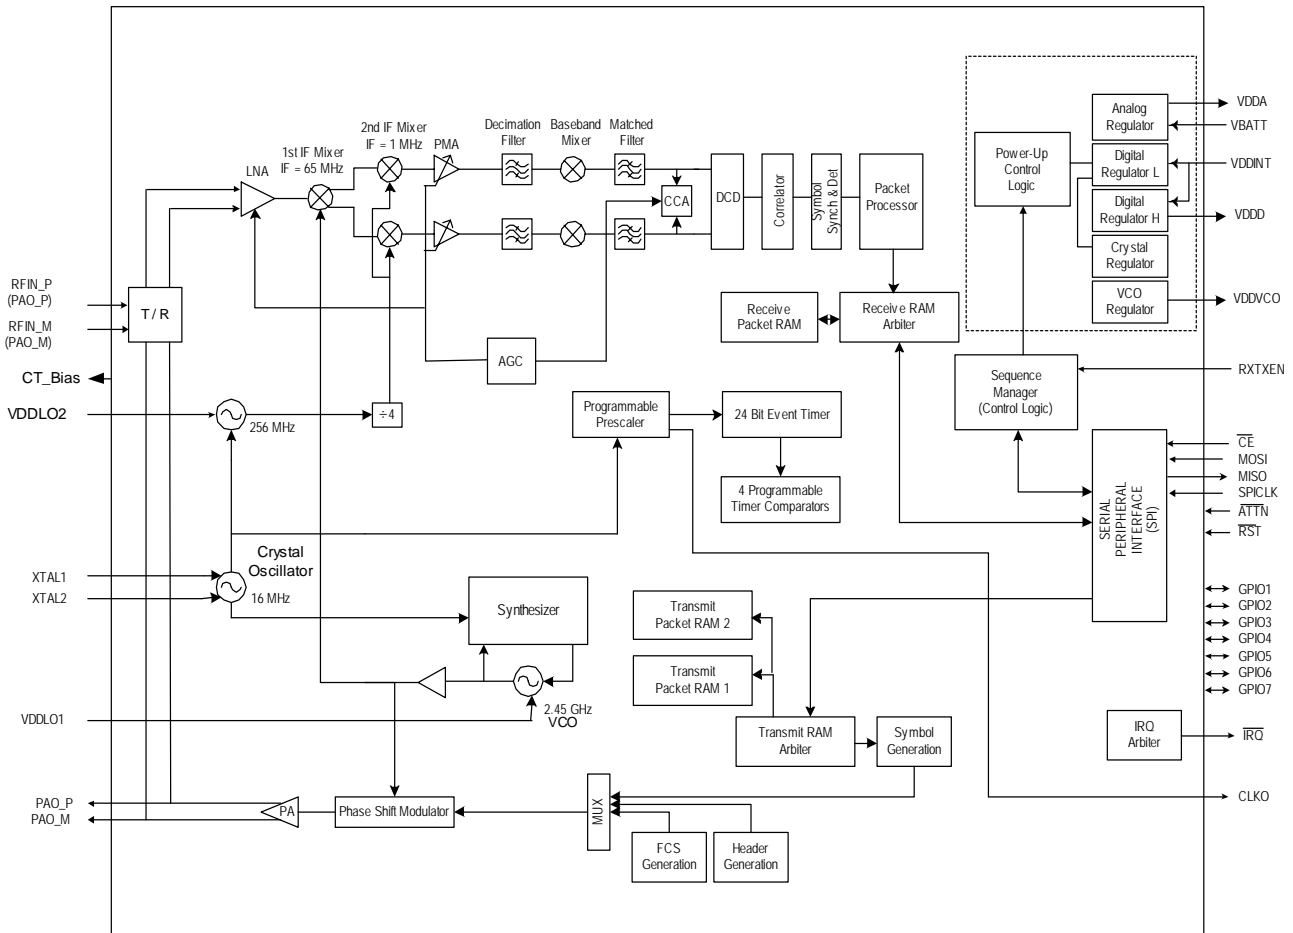 Analog
Regulator
VDDA
VBATT
2nd IF Mixer
IF = 1 MHz
PMA
Decimation
Filter
Baseband
Mixer
Matched
Filter
1st IF Mixer
IF = 65 MHz
LNA
Power-Up
Control
Logic
Digital
Regulator L
VDDINT
CCA
DCD
Correlator
Symbol
Synch & Det
Packet
Processor
Digital
Regulator H
VDDD
Crystal
Regulator
VCO
Regulator
VDDVCO
RFIN_P
(PAO_P)
RFIN_M
(PAO_M)
T / R
Receive
Packet RAM
Receive RAM
Arbiter
AGC
CT_Bias
Sequence
Manager
(Control Logic)
RXTXEN
VDDLO2
256 MHz
÷4
Programmable
Prescaler
24 Bit Event Timer
4 Programmable
Timer Comparators
SERIAL
PERIPHERAL
INTERFACE
(SPI)
CE
MOSI
MISO
SPICLK
ATTN
RST
Crystal
Oscillator
XTAL1
XTAL2
16 MHz
Synthesizer
Transmit
Packet RAM 2
Transmit
Packet RAM 1
GPIO1
GPIO2
GPIO3
GPIO4
GPIO5
GPIO6
GPIO7
2.45 GHz
VCO
VDDLO1
Transmit RAM
Arbiter
Symbol
Generation
IRQ
Arbiter
IRQ
PAO_P
PAO_M
PA
Phase Shift Modulator
MUX
CLKO
FCS
Generation
Header
Generation